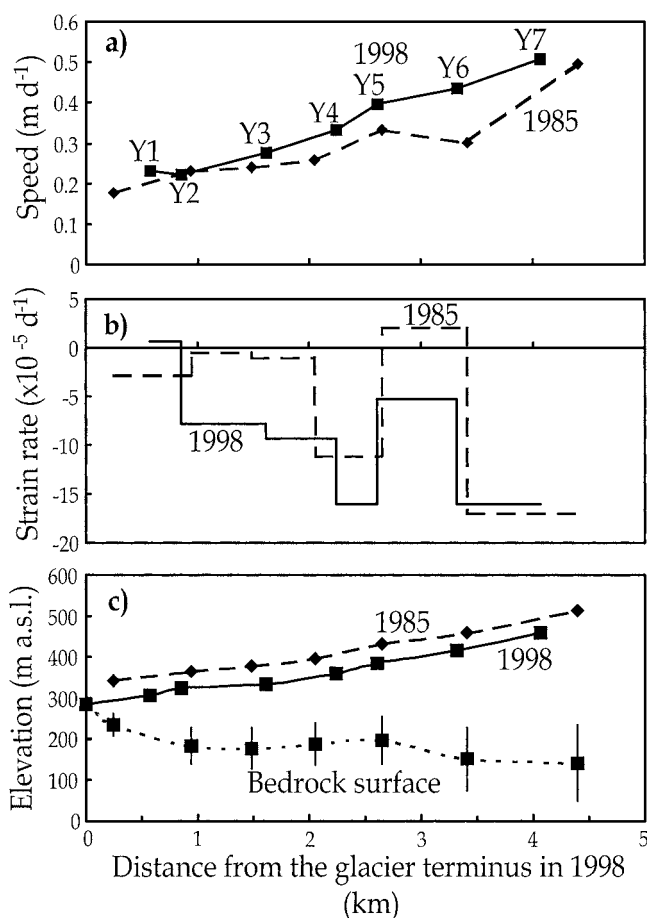 a)
Speed (m d-1)
0.6
0.5
0.4
0.3
0.2
0.1
0
Y1
Y2
Y3
Y4
Y5
Y6
Y7
1998
1985
b)
Strain rate (x10 -5 d-1)
5
0
-5
-10
-15
-20
1985
1998
c)
Elevation (m a.s.l.)
600
500
400
300
200
100
0
1985
1998
Bedrock surface
0 1 2 3 4 5
Distance from the glacier terminus in 1998
(km)